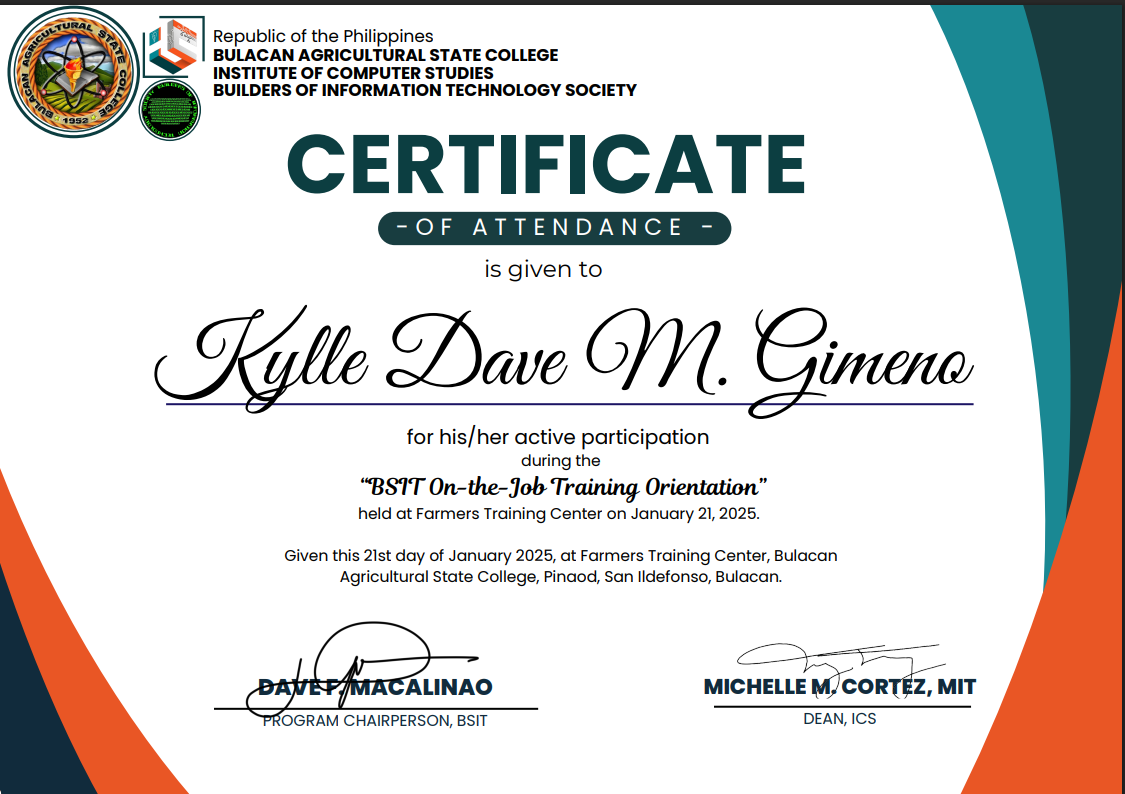 BULACAN AGRICULTURAL STATE COLLEGE
1952
Republic of the Philippines
BULACAN AGRICULTURAL STATE COLLEGE
INSTITUTE OF COMPUTER STUDIES
BUILDERS OF INFORMATION TECHNOLOGY SOCIETY
CERTIFICATE
-OF ATTENDANCE -
is given to
Kylle Dave M. Gimeno
for his/her active participation
during the
“BSIT On-the-Job Training Orientation”
held at Farmers Training Center on January 21, 2025.
Given this 21st day of January 2025, at Farmers Training Center, Bulacan
Agricultural State College, Pinaod, San Ildefonso, Bulacan.
DAVE F. MACALINAO
PROGRAM CHAIRPERSON, BSIT
MICHELLE M. CORTEZ, MIT
DEAN, ICS